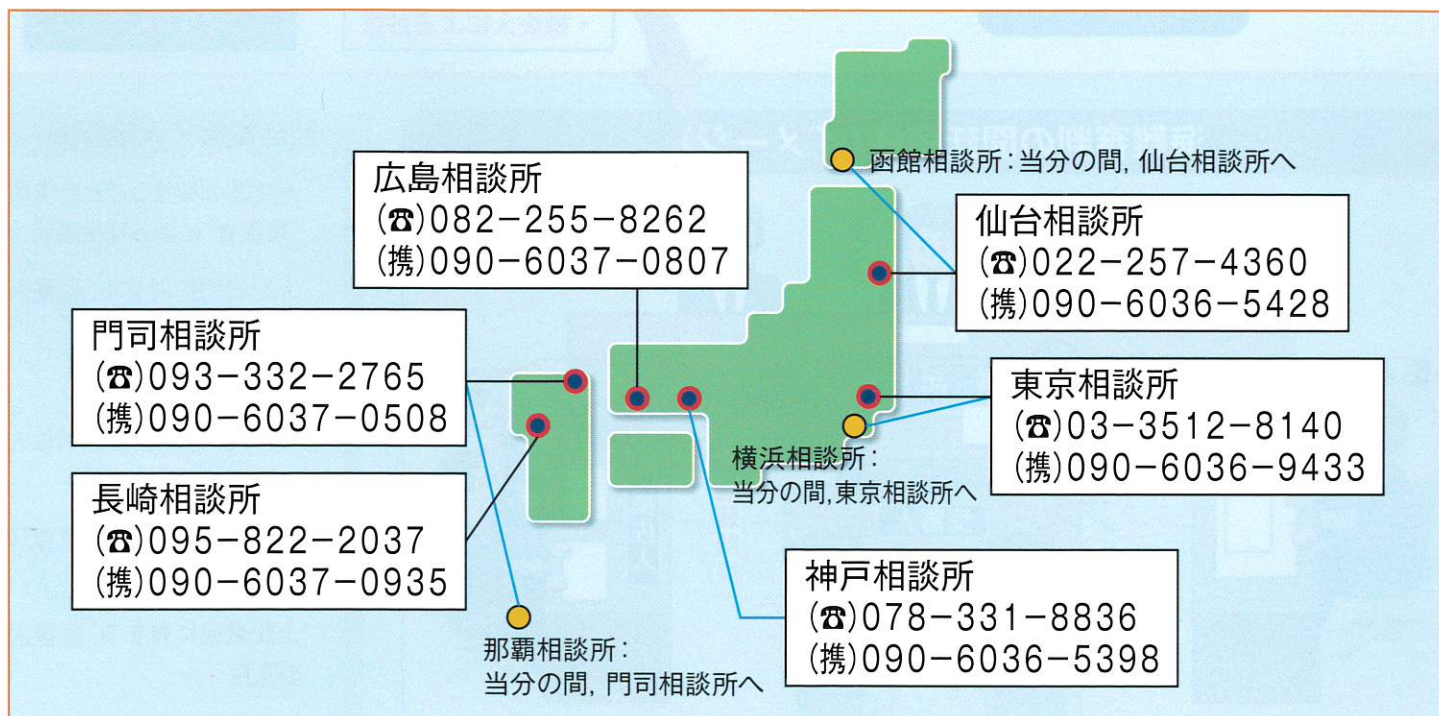 函館相談所：当分の間，仙台相談所へ
広島相談所
(☎)082−255−8262
(携)090−6037−0807
仙台相談所
(☎)022−257−4360
(携)090−6036−5428
門司相談所
(☎)093−332−2765
(携)090−6037−0508
東京相談所
(☎)03−3512−8140
(携)090−6036−9433
横浜相談所：
当分の間，東京相談所へ
長崎相談所
(☎)095−822−2037
(携)090−6037−0935
神戸相談所
(☎)078−331−8836
(携)090−6036−5398
那覇相談所：
当分の間，門司相談所へ